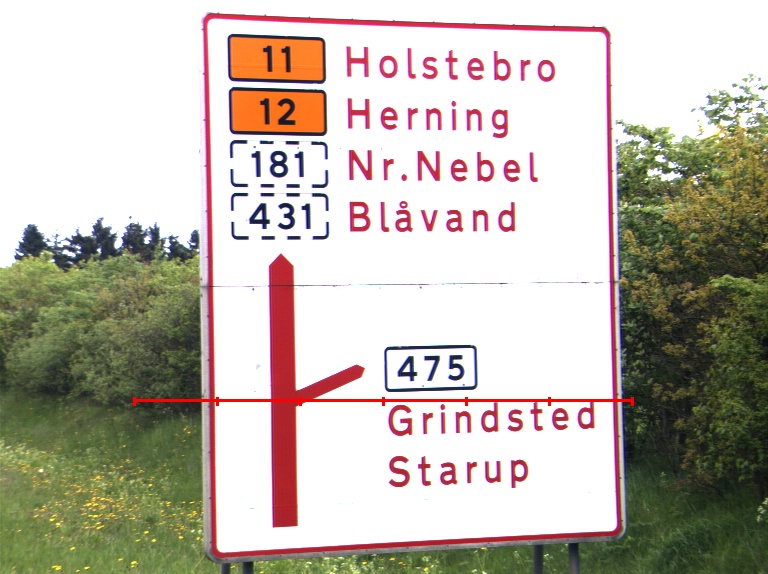 11 Holstebro
12 Herning
181 Nr.Nebel
431 Blåvand
475
Grindsted
Starup